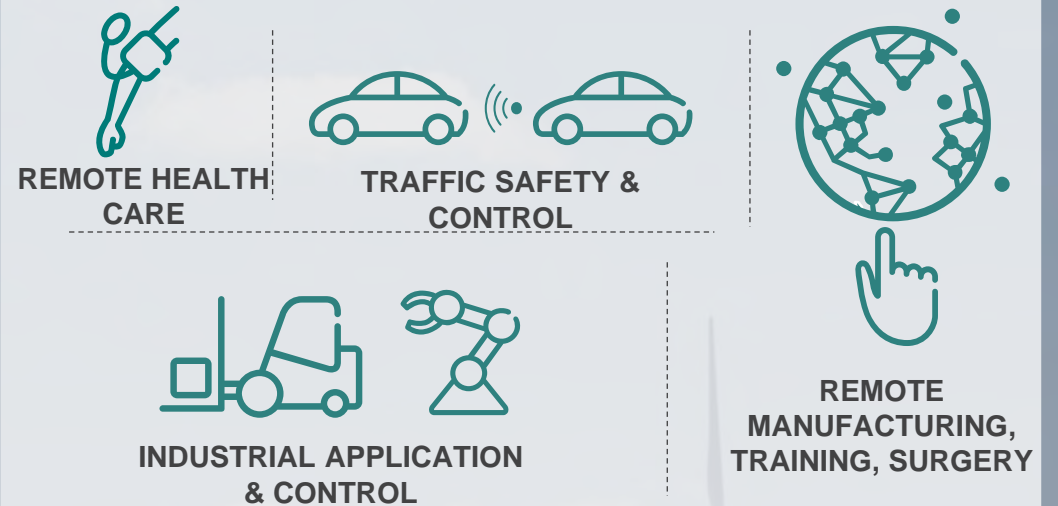 REMOTE HEALTH
CARE
TRAFFIC SAFETY &
CONTROL
INDUSTRIAL APPLICATION
& CONTROL
REMOTE
MANUFACTURING,
TRAINING, SURGERY